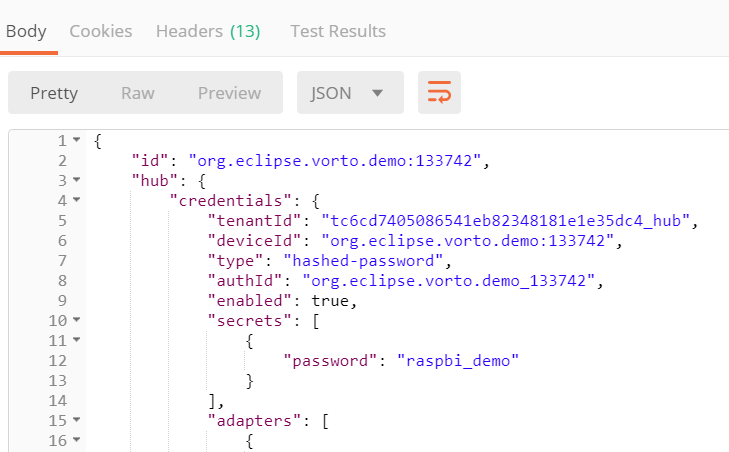 Body Cookies Headers (13) Test Results
Pretty Raw Preview JSON
1 {
2 "id": "org.eclipse.vorto.demo:133742",
3 "hub": {
4 "credentials": {
5 "tenantId": "tc6cd7405086541eb82348181e1e35dc4_hub",
6 "deviceId": "org.eclipse.vorto.demo:133742",
7 "type": "hashed-password",
8 "authId": "org.eclipse.vorto.demo_133742",
9 "enabled": true,
10 "secrets": [
11 {
12 "password": "raspbi_demo"
13 }
14 ],
15 "adapters": [
16 {